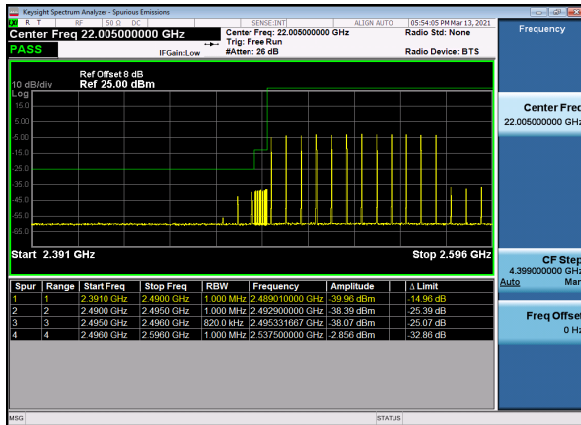 Keysight Spectrum Analyzer - Spurious Emissions
R T RF 50 Ω DC SENSE:INT ALIGN AUTO 05:54:05 PM Mar 13, 2021
Center Freq 22.005000000 GHz Center Freq: 22.005000000 GHz Radio Std: None Frecuency
Trig: Free Run
PASS IFGain:Low #Atten: 26 dB Radio Device: BTS
Ref Offset 8 dB
10 dB/div Ref 25.00 dBm
Log
15.0
5.00
-5.00
-15.0
-25.0
-35.0
-45.0
-55.0
-65.0
Start 2.391 GHz Stop 2.596 GHz
Center Freq
22.005000000 GHz
CF Step
4.399000000 GHz
Auto Man
Freq Offset
0 Hz
Spur Range Start Freq Stop Freq RBW Frequency Amplitude Δ Limit
1 1 2.3910 GHz 2.4900 GHz 1.000 MHz 2.489010000 GHz -39.96 dBm -14.96 dB
2 2 2.4900 GHz 2.4950 GHz 1.000 MHz 2.492900000 GHz -38.39 dBm -25.39 dB
3 3 2.4950 GHz 2.4960 GHz 820.0 kHz 2.495331667 GHz -38.07 dBm -25.07 dB
4 4 2.4960 GHz 2.5960 GHz 1.000 MHz 2.537500000 GHz -2.856 dBm -32.86 dB
MSG STATUS